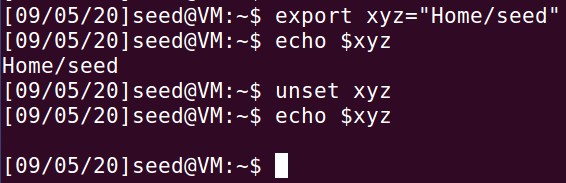 [09/05/20]seed@VM:~$ export xyz="Home/seed"
[09/05/20]seed@VM:~$ echo $xyz
Home/seed
[09/05/20]seed@VM:~$ unset xyz
[09/05/20]seed@VM:~$ echo $xyz

[09/05/20]seed@VM:~$